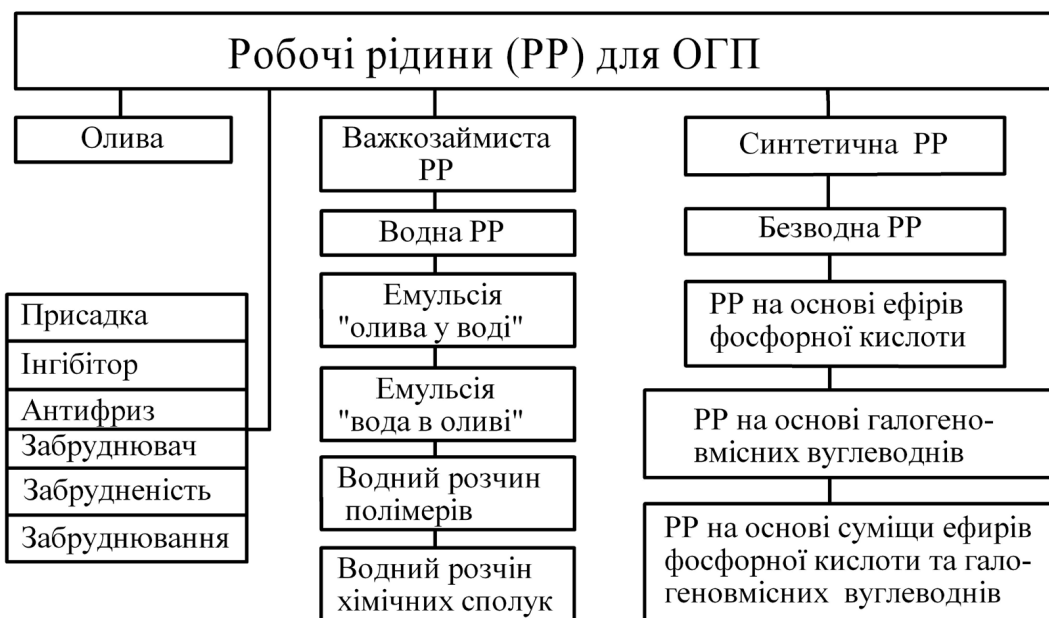 Робочі рідини (РР) для ОГП
Олива
Присадка
Інгібітор
Антифриз
Забруднювач
Забрудненість
Забруднювання
Важкозаймиста
РР
Водна РР
Емульсія
"олива у воді"
Емульсія
"вода в оливі"
Водний розчин
полімерів
Водний розчін
хімічних сполук
Синтетична РР
Безводна РР
РР на основі ефірів
фосфорної кислоти
РР на основі галогено-
вмісних вуглеводнів
РР на основі суміщи ефирів
фосфорної кислоти та гало-
геновмісних вуглеводнів